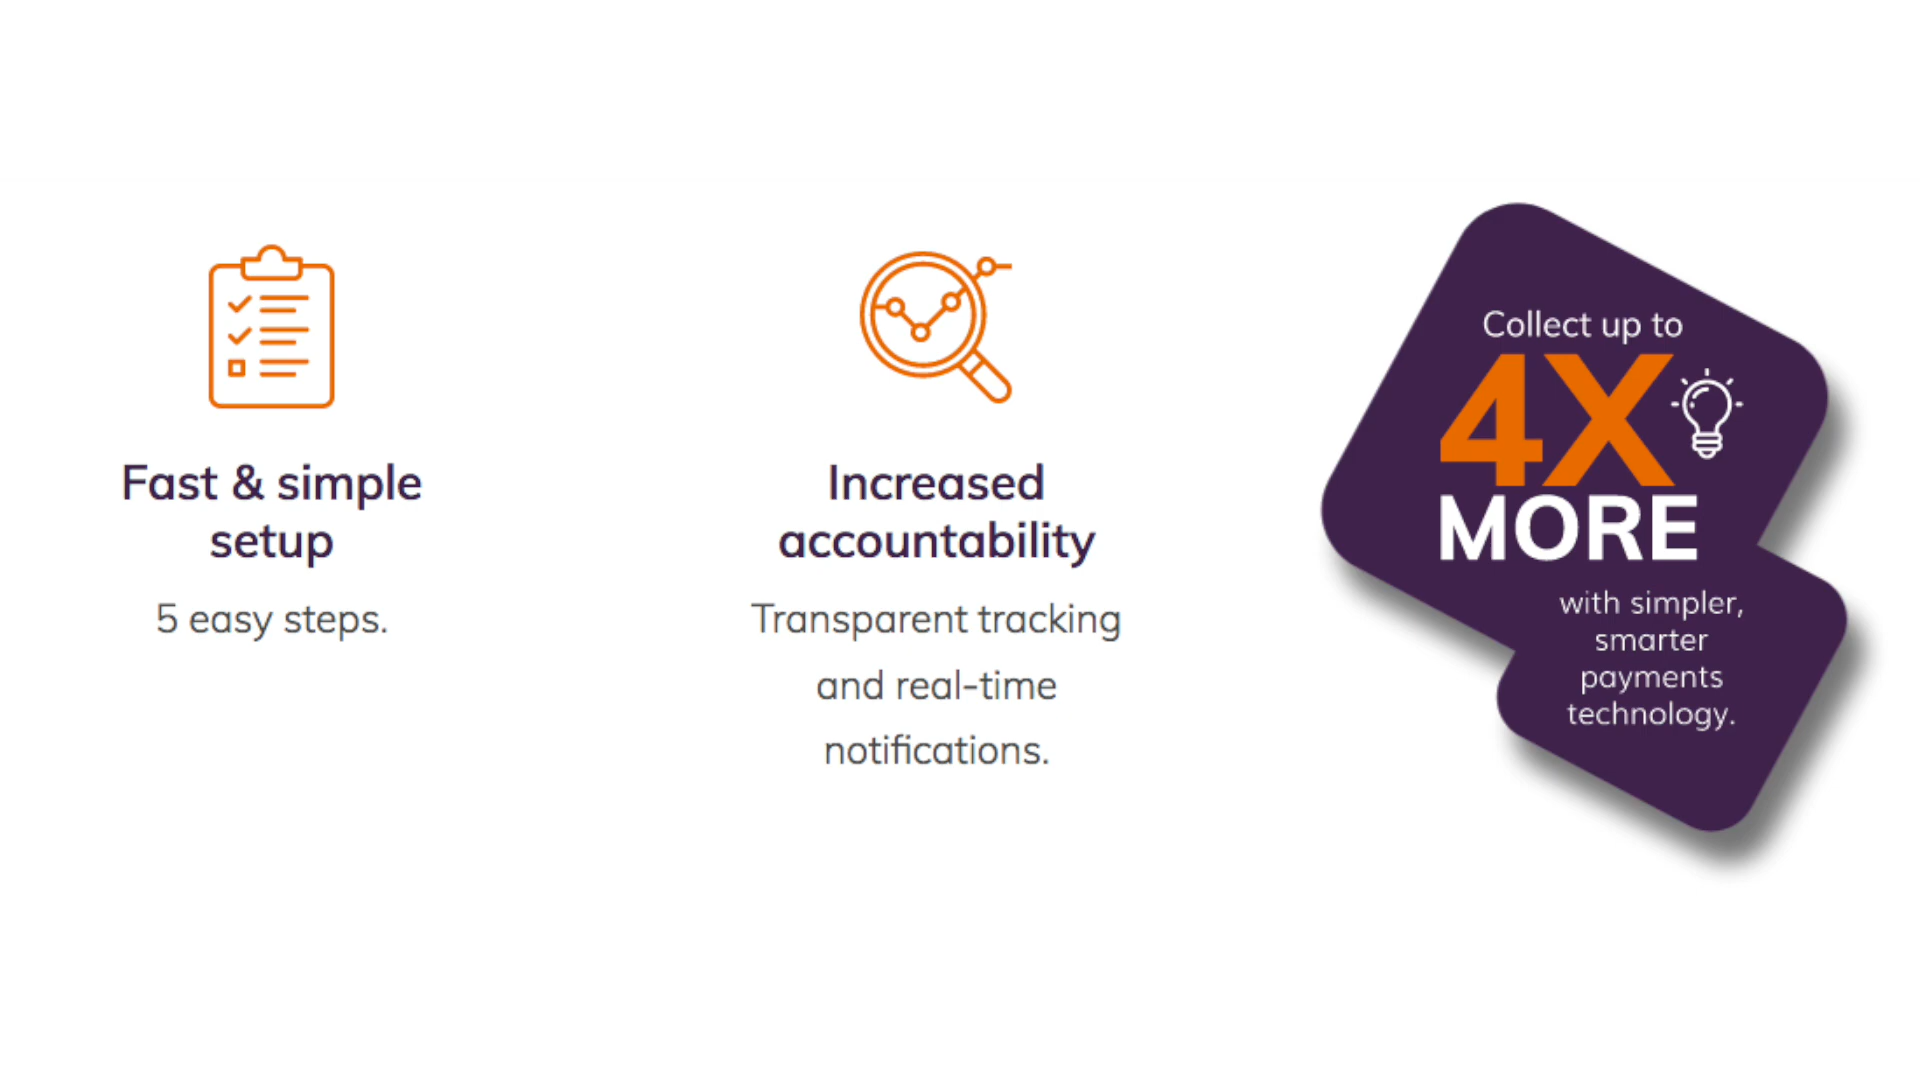 Fast & simple
setup
5 easy steps.
Increased
accountability
Transparent tracking
and real-time
notifications.
Collect up to
4X
MORE
with simpler,
smarter
payments
technology.